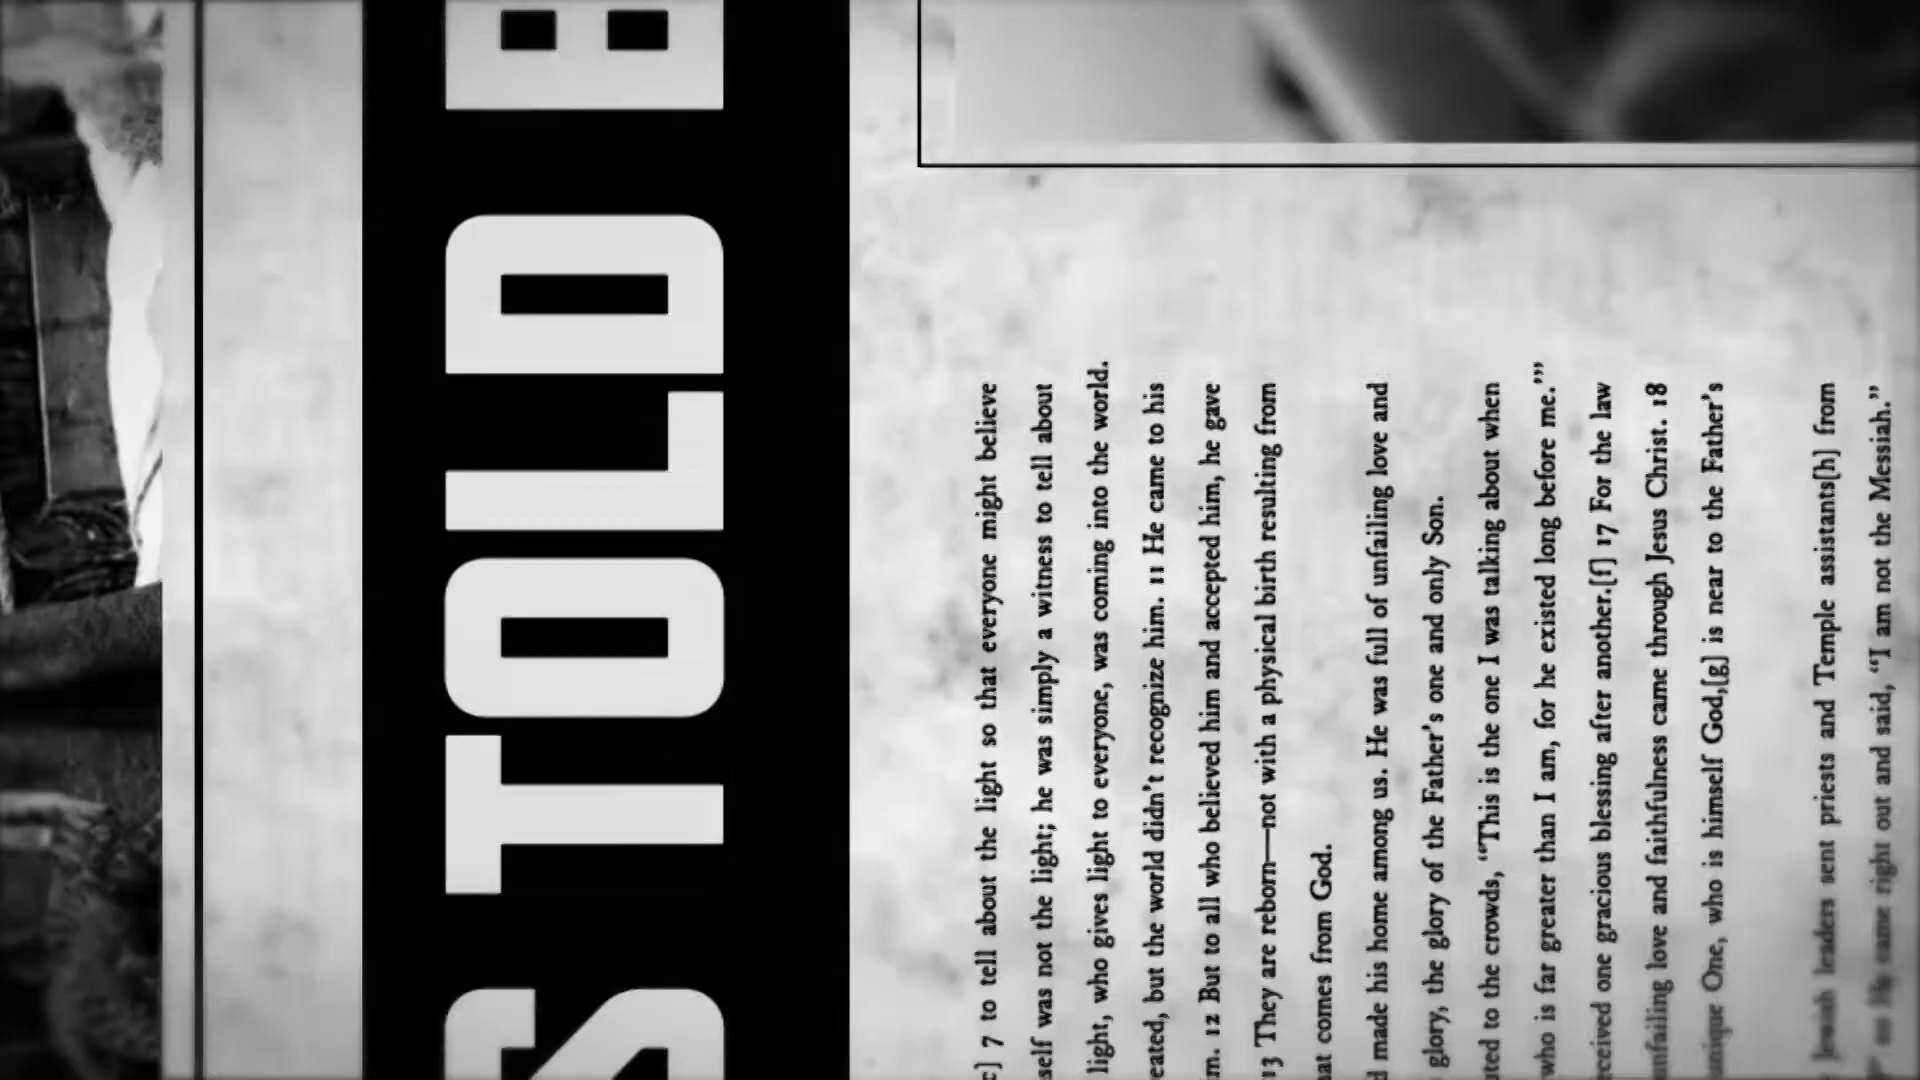 S TOLD B
c] 7 to tell about the light so that everyone might believe
self was not the light; he was simply a witness to tell about
light, who gives light to everyone, was coming into the world.
eated, but the world didn't recognize him. 11 He came to his
m. 12 But to all who believed him and accepted him, he gave
13 They are reborn—not with a physical birth resulting from
hat comes from God.
d made his home among us. He was full of unfailing love and
glory, the glory of the Father's one and only Son.
uted to the crowds, “This is the one I was talking about when
who is far greater than I am, for he existed long before me.’”
ceived one gracious blessing after another.[f] 17 For the law
unfailing love and faithfulness came through Jesus Christ. 18
unique One, who is himself God,[g] is near to the Father's
Jewish leaders sent priests and Temple assistants[h] from
He came right out and said, “I am not the Messiah.”